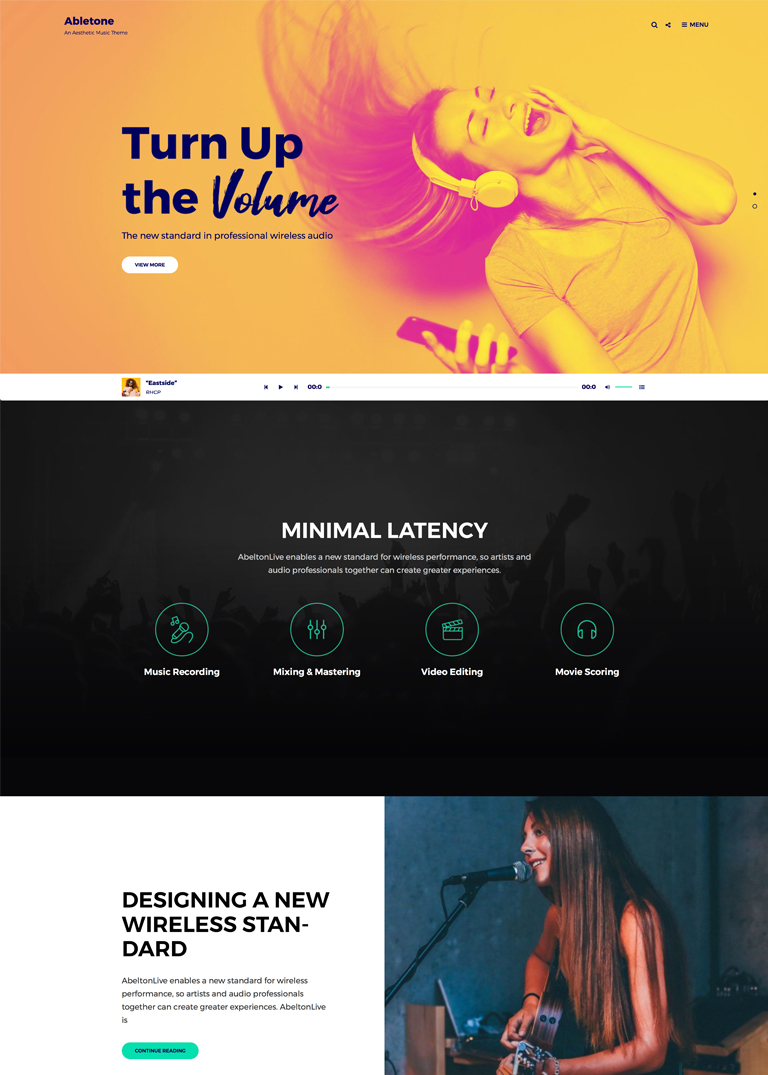 Abletone
An Aesthetic Music Theme
MENU
Turn Up
the Volume
The new standard in professional wireless audio
VIEW MORE
"Eastside"
RHCP
00:0
00:0
MINIMAL LATENCY
AbeltonLive enables a new standard for wireless performance, so artists and
audio professionals together can create greater experiences.
Music Recording
Mixing & Mastering
Video Editing
Movie Scoring
DESIGNING A NEW
WIRELESS STAN-
DARD
AbeltonLive enables a new standard for wireless
performance, so artists and audio professionals
together can create greater experiences. AbeltonLive
is
CONTINUE READING